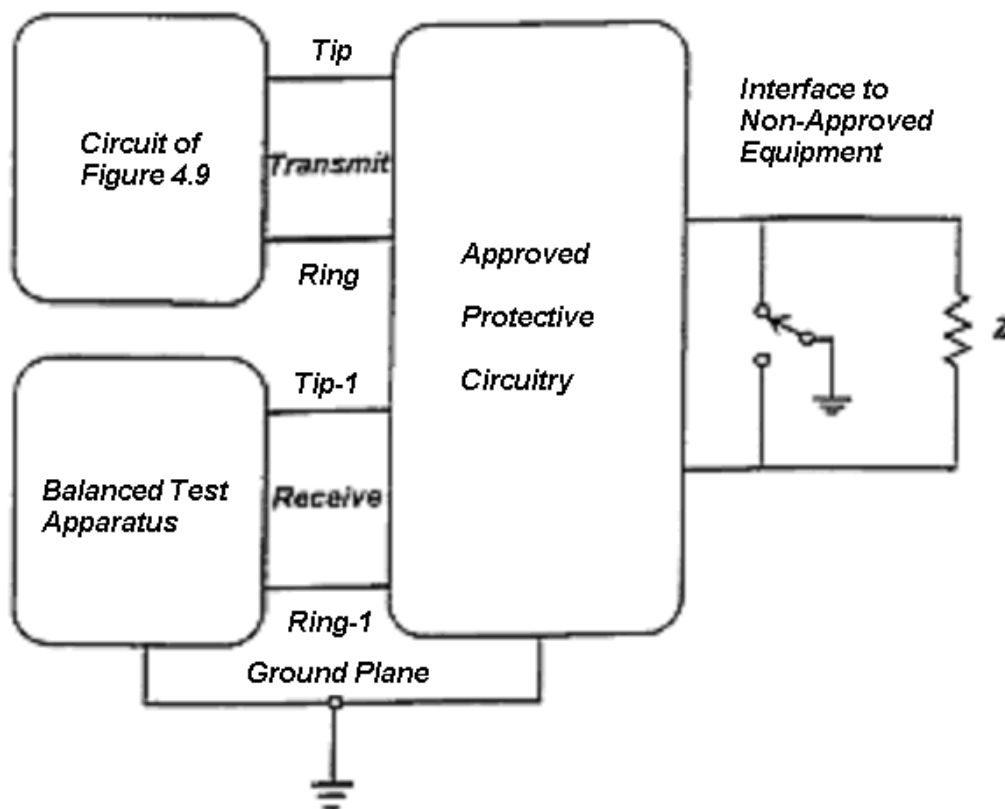 Tip
Circuit of
Figure 4.9
Transmit
Ring
Interface to
Non-Approved
Equipment
Approved
Protective
Circuitry
Z
Tip-1
Balanced Test
Apparatus
Receive
Ring-1
Ground Plane